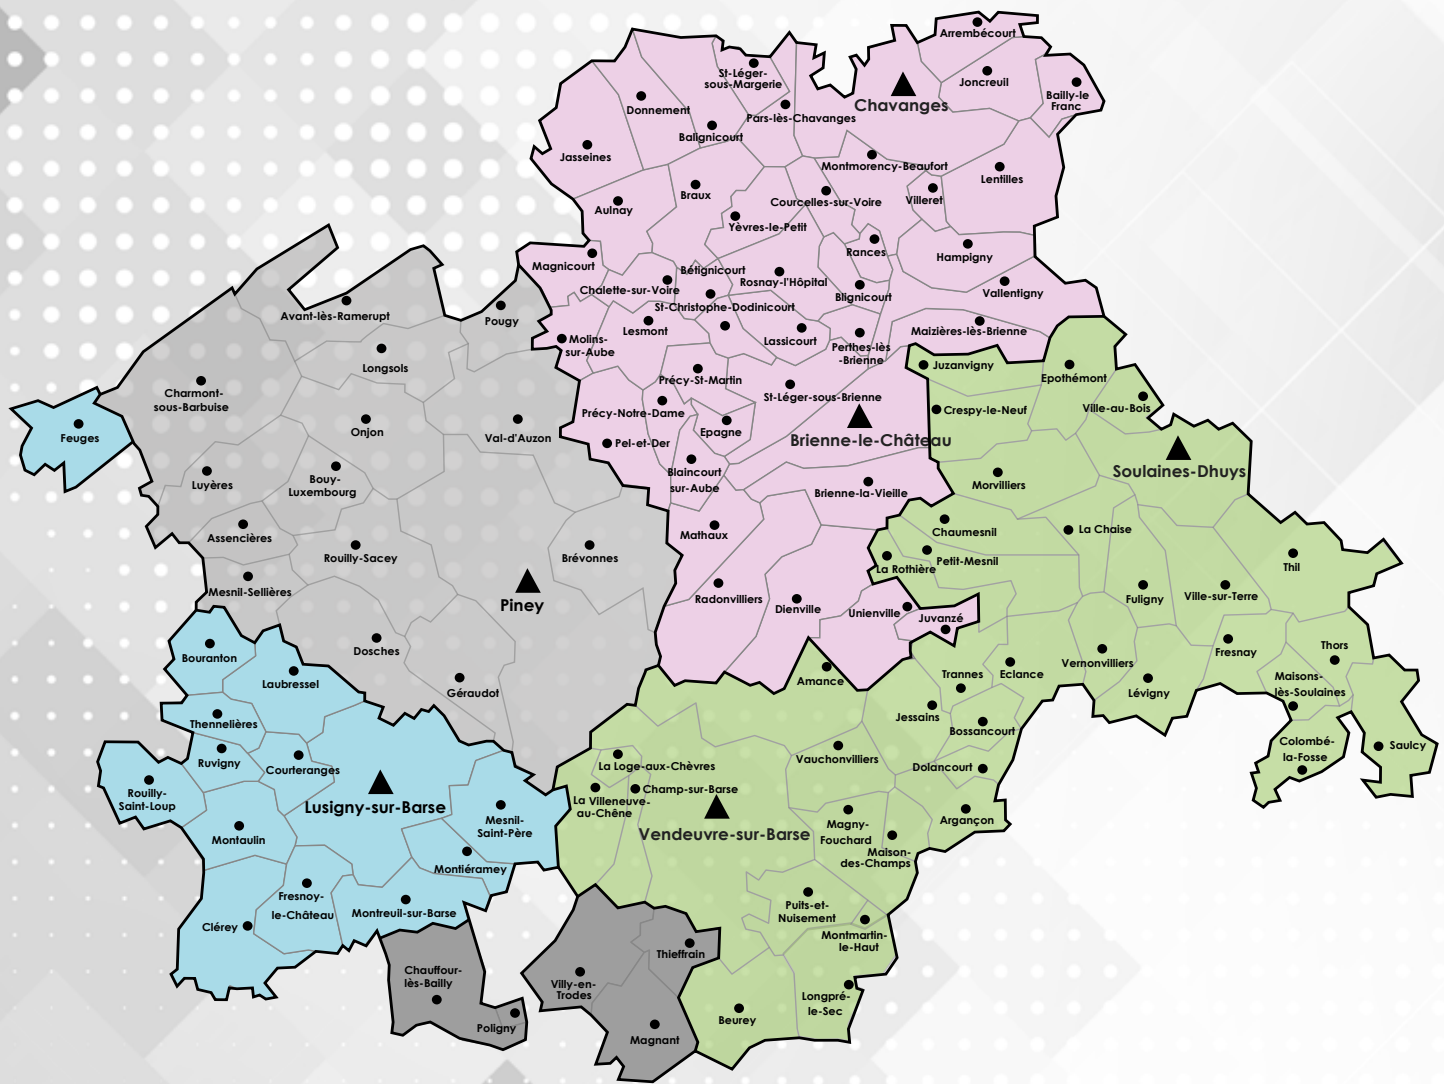 Arrembécourt
St-Léger-
sous-Margerie
Joncreuil
Bailly-le
Franc
Donnement
Chavanges
Pars-lès-Chavanges
Balignicourt
Jasseines
Montmorency-Beaufort
Lentilles
Braux
Courcelles-sur-Voire
Villeret
Aulnay
Yèvres-le-Petit
Rances
Hampigny
Magnicourt
Bétignicourt
Rosnay-l'Hôpital
Chalette-sur-Voire
Blignicourt
Vallentigny
St-Christophe-Dodinicourt
Avant-lès-Ramerupt
Pougy
Lesmont
Lassicourt
Maizières-lès-Brienne
Molins-
sur-Aube
Perthes-lès
-Brienne
Longsols
Juzanvigny
Epothémont
Précy-St-Martin
Charmont-
sous-Barbuise
St-Léger-sous-Brienne
Précy-Notre-Dame
Crespy-le-Neuf
Ville-au-Bois
Feuges
Onjon
Val-d'Auzon
Epagne
Pel-et-Der
Brienne-le-Château
Soulaines-Dhuys
Blaincourt
sur-Aube
Luyères
Bouy-
Luxembourg
Brienne-la-Vieille
Morvilliers
Assencières
Mathaux
Chaumesnil
La Chaise
Rouilly-Sacey
Brévonnes
La Rothière
Petit-Mesnil
Thil
Mesnil-Sellières
Piney
Radonvilliers
Dienville
Unienville
Juvanzé
Fuligny
Ville-sur-Terre
Dosches
Bouranton
Laubressel
Géraudot
Amance
Trannes
Eclance
Vernonvilliers
Lévigny
Fresnay
Thors
Maisons-
lès-Soulaines
Thennelières
Jessains
Bossancourt
Ruvigny
Courteranges
La Loge-aux-Chèvres
Vauchonvilliers
Dolancourt
Colombé-
la-Fosse
Saulcy
Rouilly-
Saint-Loup
Lusigny-sur-Barse
Champ-sur-Barse
La Villeneuve-
au-Chêne
Mesnil-
Saint-Père
Vendeuvre-sur-Barse
Magny-
Fouchard
Argançon
Montaulin
Maison-
des-Champs
Montiéramey
Fresnoy-
le-Château
Montreuil-sur-Barse
Puits-et-
Nuisement
Clérey
Montmartin-
le-Haut
Thieffrain
Chauffour-
lès-Bailly
Villy-en-
Trodes
Longpré-
le-Sec
Poligny
Magnant
Beurey